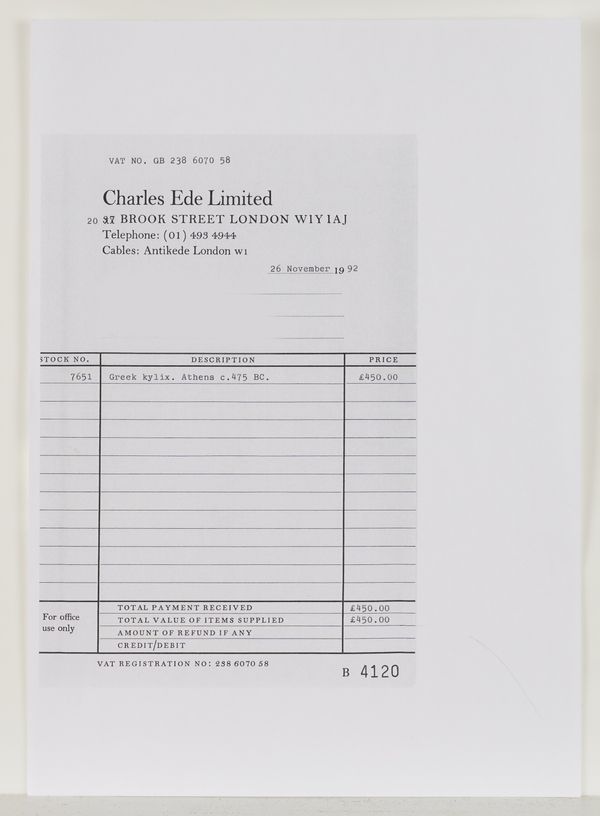 VAT NO. GB 238 6070 58
Charles Ede Limited
20 37 BROOK STREET LONDON W1Y 1AJ
Telephone: (01) 493 4944
Cables: Antikede London W1
26 November 1992
STOCK NO. DESCRIPTION PRICE
7651 Greek kylix. Athens c.475 BC. £450.00
TOTAL PAYMENT RECEIVED £450.00
For office TOTAL VALUE OF ITEMS SUPPLIED £450.00
use only AMOUNT OF REFUND IF ANY
CREDIT/DEBIT
VAT REGISTRATION NO: 238 6070 58
B 4120